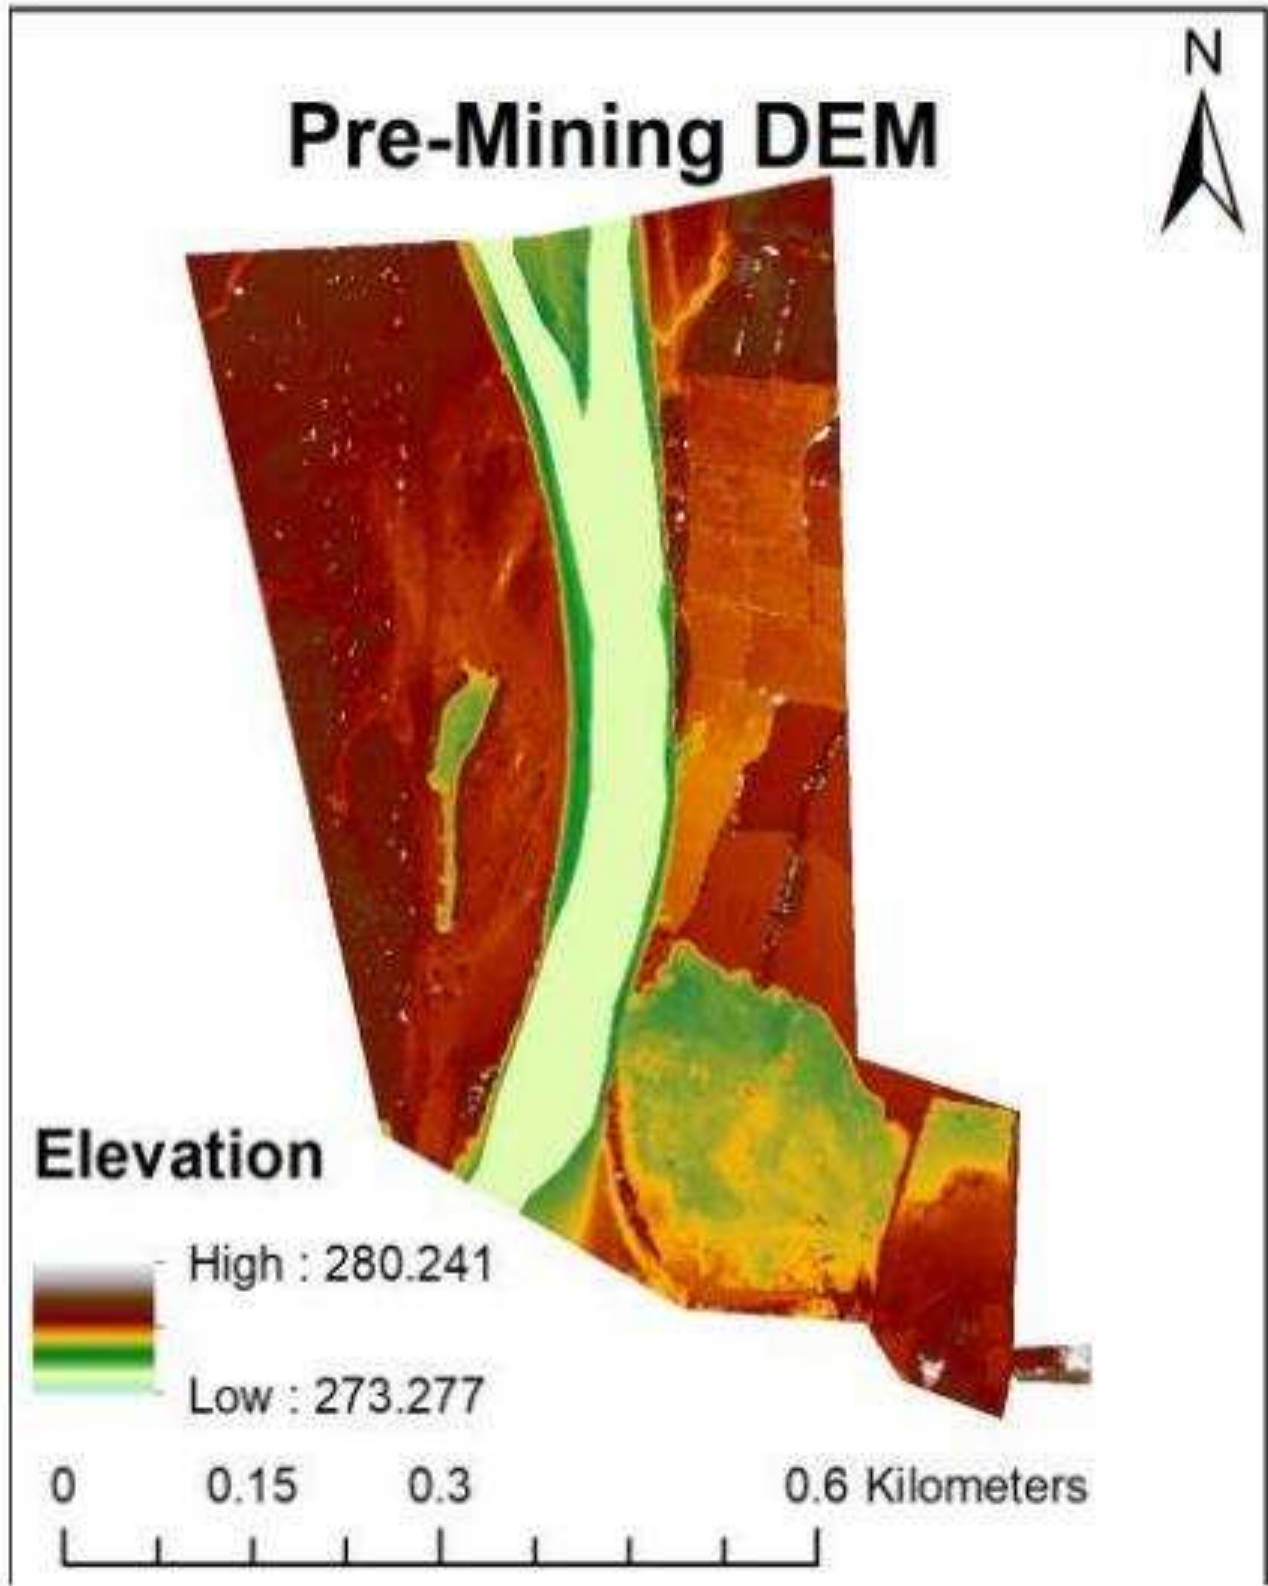 N
Pre-Mining DEM
Elevation
High : 280.241
Low : 273.277
0 0.15 0.3 0.6 Kilometers